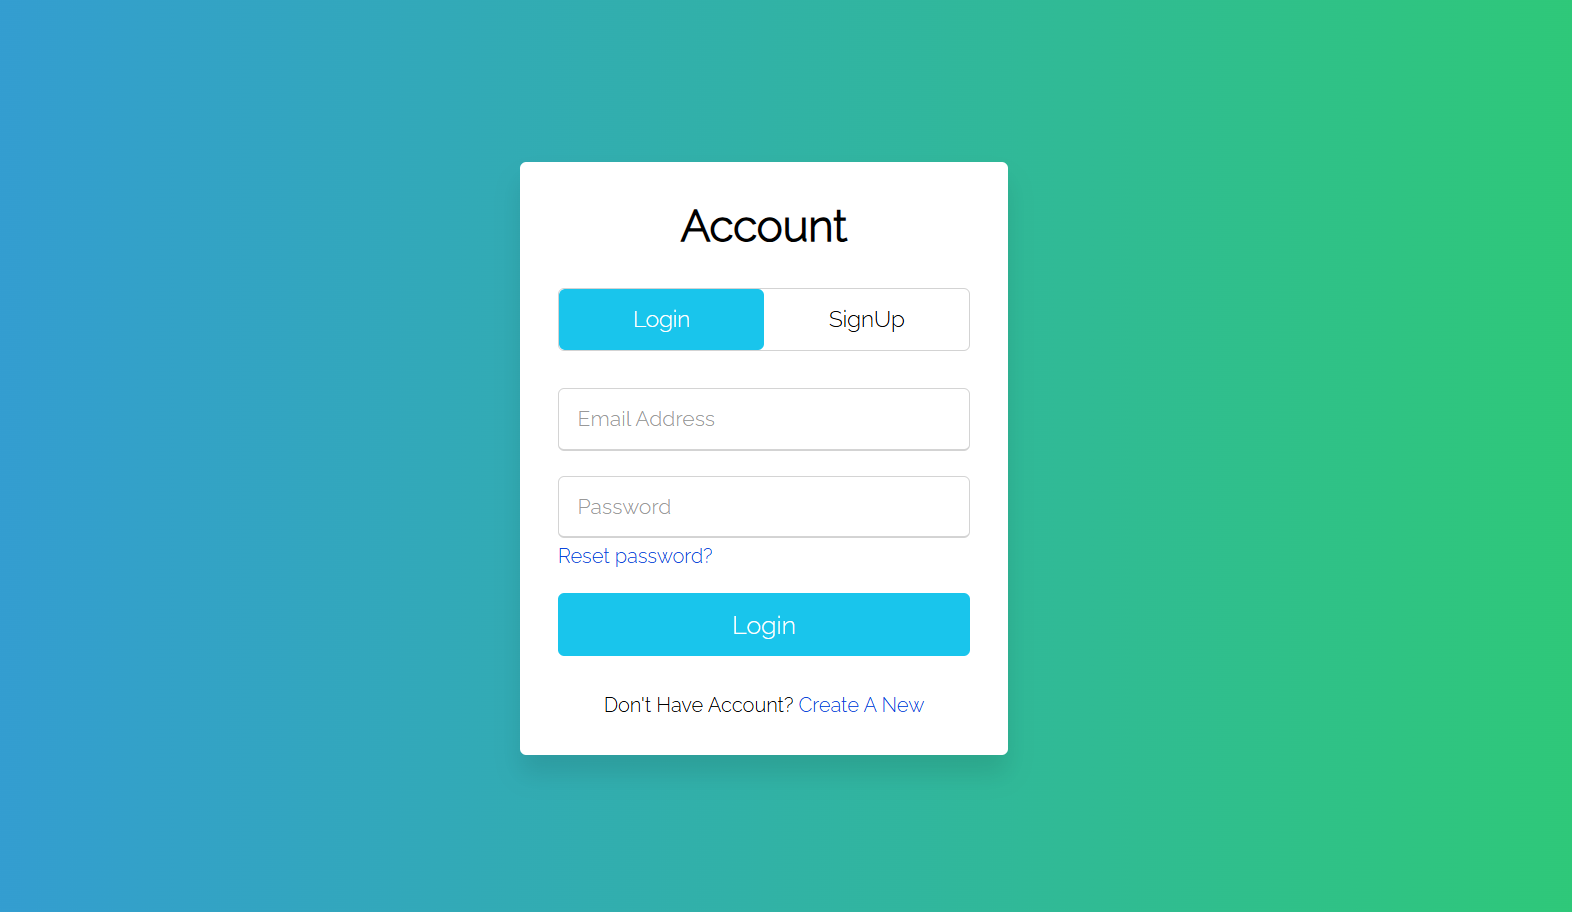 Account
Login SignUp
Email Address
Password
Reset password?
Login
Don't Have Account? Create A New